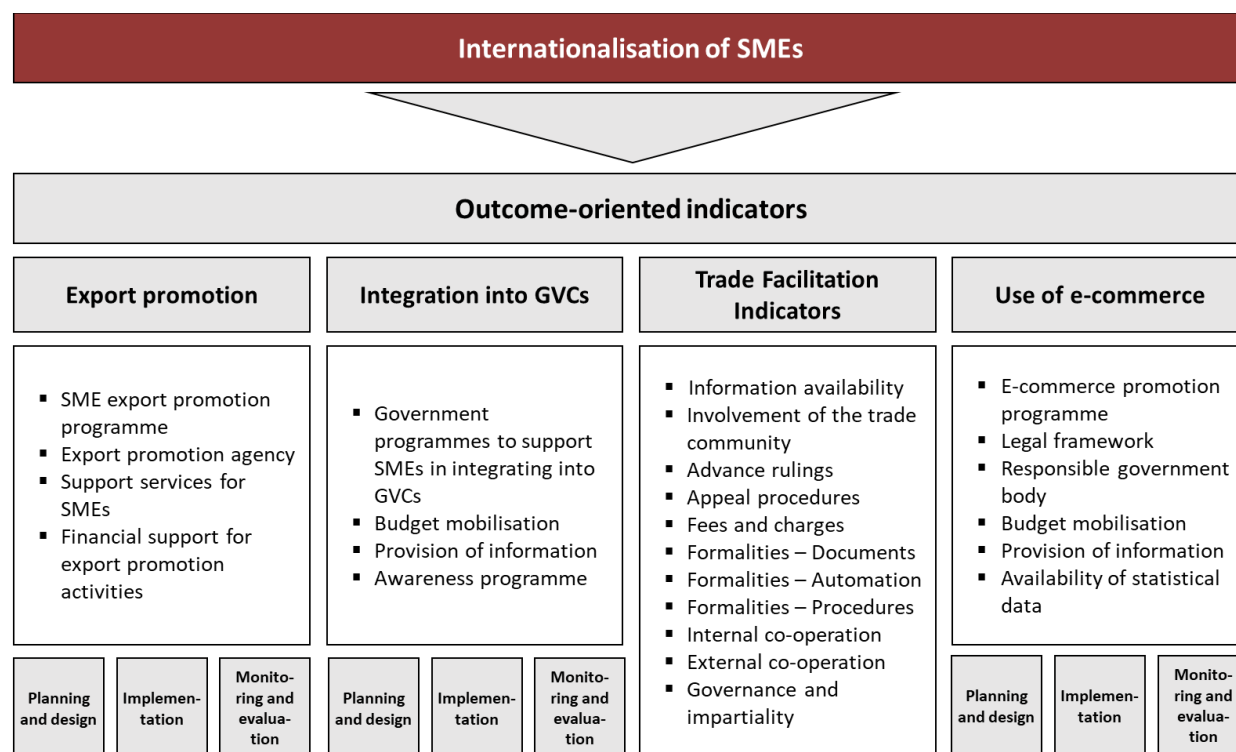 Internationalisation of SMEs
Outcome-oriented indicators
Export promotion
▪ SME export promotion
programme
▪ Export promotion agency
▪ Support services for
SMEs
▪ Financial support for
export promotion
activities
Planning
and design
Implemen-
tation
Monito-
ring and
evalua-
tion
Integration into GVCs
▪ Government
programmes to support
SMEs in integrating into
GVCs
▪ Budget mobilisation
▪ Provision of information
▪ Awareness programme
Planning
and design
Implemen-
tation
Monito-
ring and
evalua-
tion
Trade Facilitation
Indicators
▪ Information availability
▪ Involvement of the trade
community
▪ Advance rulings
▪ Appeal procedures
▪ Fees and charges
▪ Formalities – Documents
▪ Formalities – Automation
▪ Formalities – Procedures
▪ Internal co-operation
▪ External co-operation
▪ Governance and
impartiality
Use of e-commerce
▪ E-commerce promotion
programme
▪ Legal framework
▪ Responsible government
body
▪ Budget mobilisation
▪ Provision of information
▪ Availability of statistical
data
Planning
and design
Implemen-
tation
Monito-
ring and
evalua-
tion